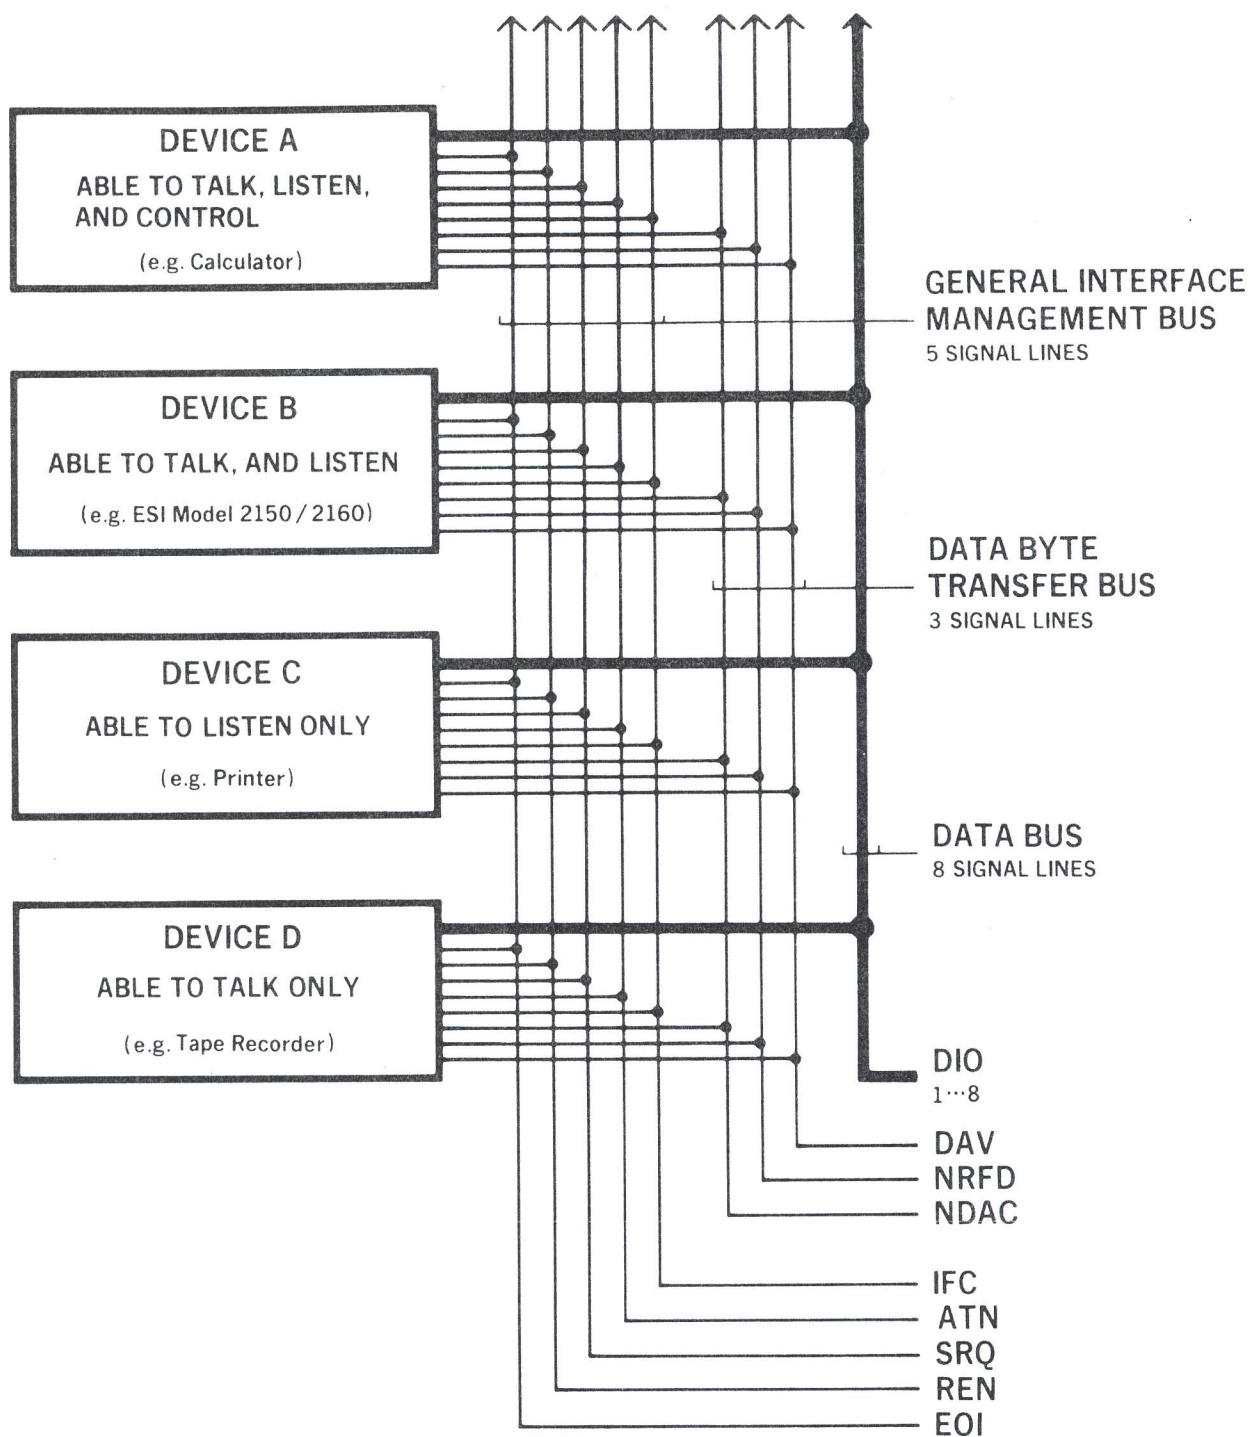 DEVICE A
ABLE TO TALK, LISTEN,
AND CONTROL
(e.g. Calculator)
GENERAL INTERFACE
MANAGEMENT BUS
5 SIGNAL LINES
DEVICE B
ABLE TO TALK, AND LISTEN
(e.g. ESI Model 2150/2160)
DATA BYTE
TRANSFER BUS
3 SIGNAL LINES
DEVICE C
ABLE TO LISTEN ONLY
(e.g. Printer)
DATA BUS
8 SIGNAL LINES
DEVICE D
ABLE TO TALK ONLY
(e.g. Tape Recorder)
DIO
1...8
DAV
NRFD
NDAC
IFC
ATN
SRQ
REN
EOI